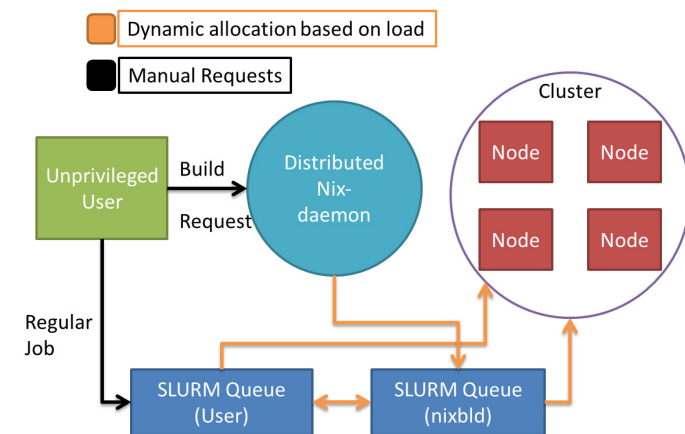 Dynamic allocation based on load
Manual Requests
Cluster
Unprivileged
User
Build
Request
Distributed
Nix-
daemon
Node
Node
Node
Node
Regular
Job
SLURM Queue
(User)
SLURM Queue
(nixbld)